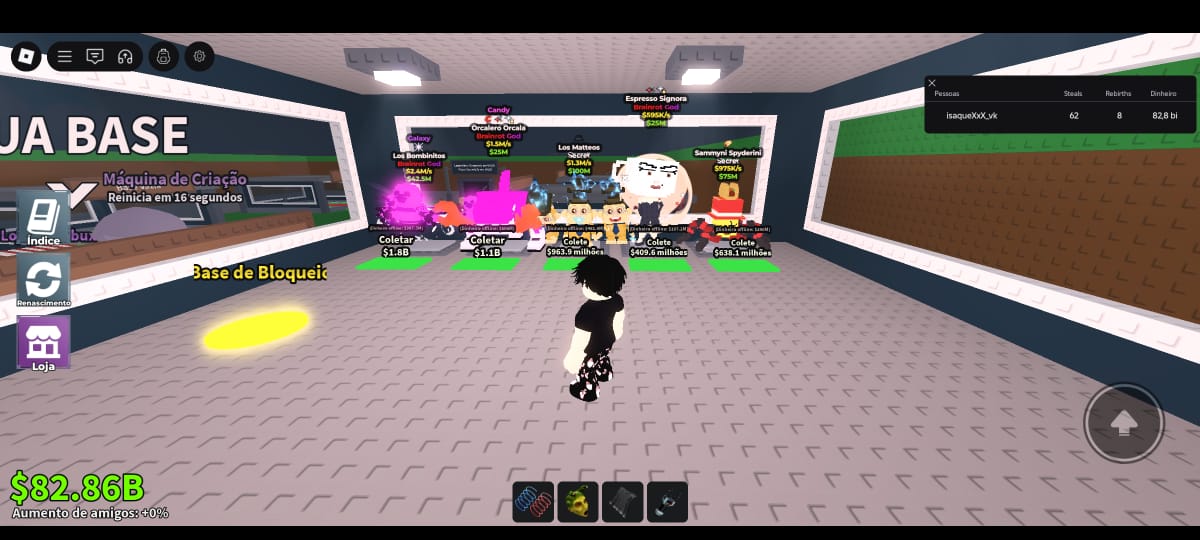 Pessoas Steals Rebirths Dinheiro
isaqueXxX_vk 62 8 82,8 bi
UA BASE
Máquina de Criação
Reinicia em 16 segundos
Índice
Renascimento
Loja
Base de Bloqueio
Galaxy
Los Bombinitos
Brainrot God
$2.4M/s
$42.5M
Coletar
$1.8B
Candy
Orcalero Orcala
Brainrot God
$1.5M/s
$25M
Coletar
$1.1B
Los Matteos
Secret
$1.3M/s
$100M
Colete
$963.9 milhões
Espresso Signora
Brainrot God
$595K/s
$25M
Colete
$409.6 milhões
Sammyni Spyderini
Secret
$975K/s
$75M
Colete
$638.1 milhões
$82.86B
Aumento de amigos: +0%